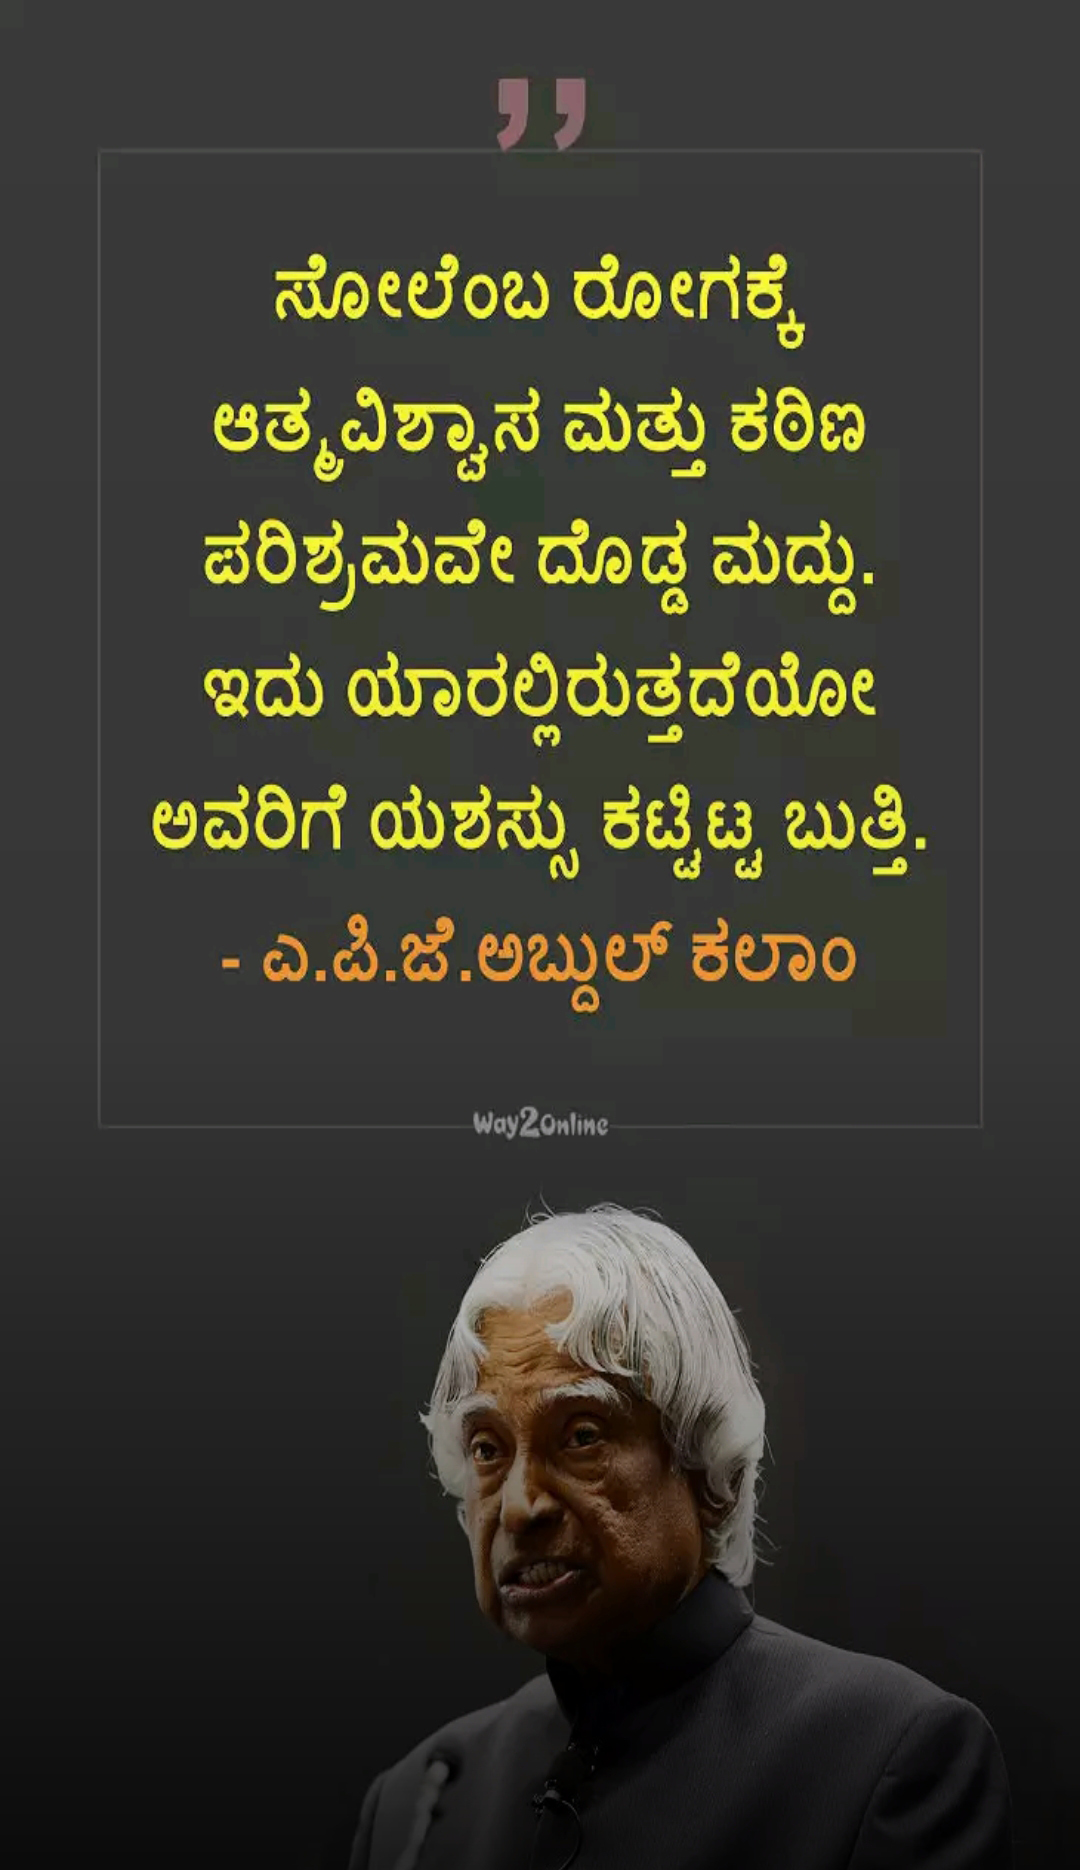 ”
ಸೋಲೆಂಬ ರೋಗಕ್ಕೆ
ಆತ್ಮವಿಶ್ವಾಸ ಮತ್ತು ಕಠಿಣ
ಪರಿಶ್ರಮವೇ ದೊಡ್ಡ ಮದ್ದು.
ಇದು ಯಾರಲ್ಲಿರುತ್ತದೆಯೋ
ಅವರಿಗೆ ಯಶಸ್ಸು ಕಟ್ಟಿಟ್ಟ ಬುತ್ತಿ.
- ಎ.ಪಿ.ಜೆ.ಅಬ್ದುಲ್ ಕಲಾಂ
Way2Online